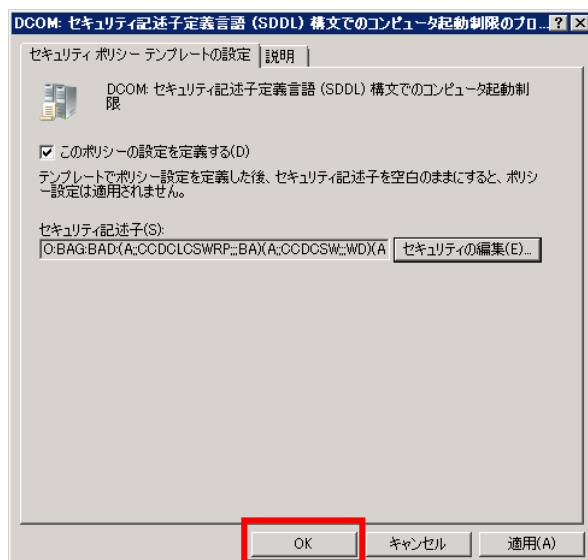 DCOM: セキュリティ記述子定義言語 (SDDL) 構文でのコンピュータ起動制限のプロ...
セキュリティ ポリシー テンプレートの設定
説明
DCOM: セキュリティ記述子定義言語 (SDDL) 構文でのコンピュータ起動制
限
このポリシーの設定を定義する(D)
テンプレートでポリシー設定を定義した後、セキュリティ記述子を空白のままにすると、ポリシ
ー設定は適用されません。
セキュリティ記述子(S):
O:BAG:BAD:(A;;CCDCLCSWRP;;;BA)(A;;CCDCSW;;;WD)(A
セキュリティの編集(E)...
OK
キャンセル
適用(A)